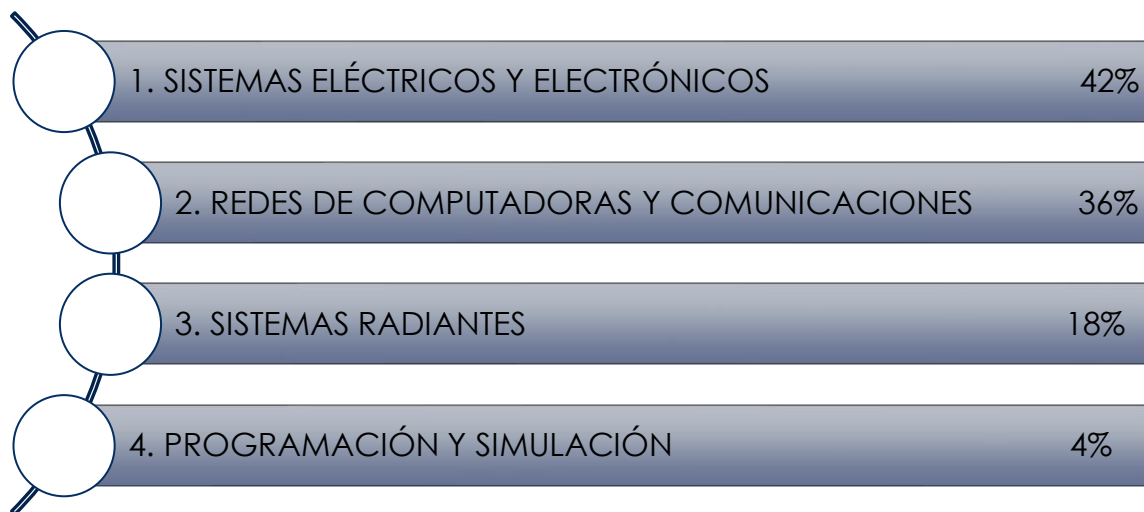 1. SISTEMAS ELÉCTRICOS Y ELECTRÓNICOS 42%
2. REDES DE COMPUTADORAS Y COMUNICACIONES 36%
3. SISTEMAS RADIANTES 18%
4. PROGRAMACIÓN Y SIMULACIÓN 4%